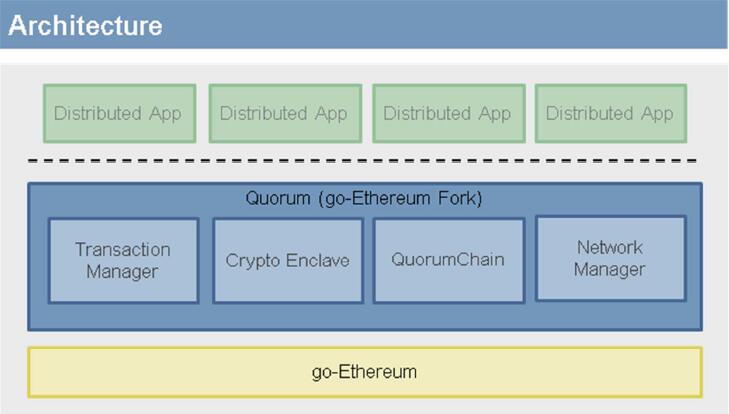 Architecture
Distributed App
Distributed App
Distributed App
Distributed App
Quorum (go-Ethereum Fork)
Transaction
Manager
Crypto Enclave
QuorumChain
Network
Manager
go-Ethereum